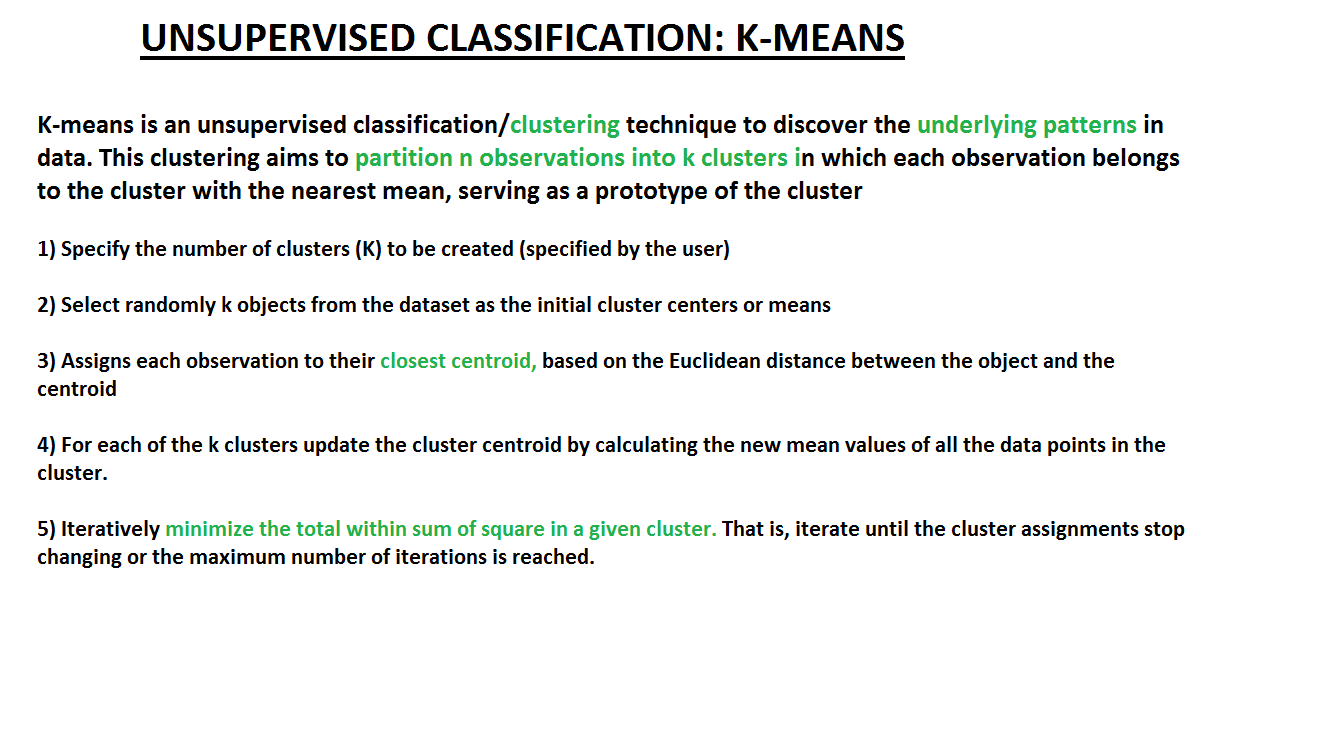 UNSUPERVISED CLASSIFICATION: K-MEANS
K-means is an unsupervised classification/clustering technique to discover the underlying patterns in
data. This clustering aims to partition n observations into k clusters in which each observation belongs
to the cluster with the nearest mean, serving as a prototype of the cluster
1) Specify the number of clusters (K) to be created (specified by the user)
2) Select randomly k objects from the dataset as the initial cluster centers or means
3) Assigns each observation to their closest centroid, based on the Euclidean distance between the object and the
centroid
4) For each of the k clusters update the cluster centroid by calculating the new mean values of all the data points in the
cluster.
5) Iteratively minimize the total within sum of square in a given cluster. That is, iterate until the cluster assignments stop
changing or the maximum number of iterations is reached.